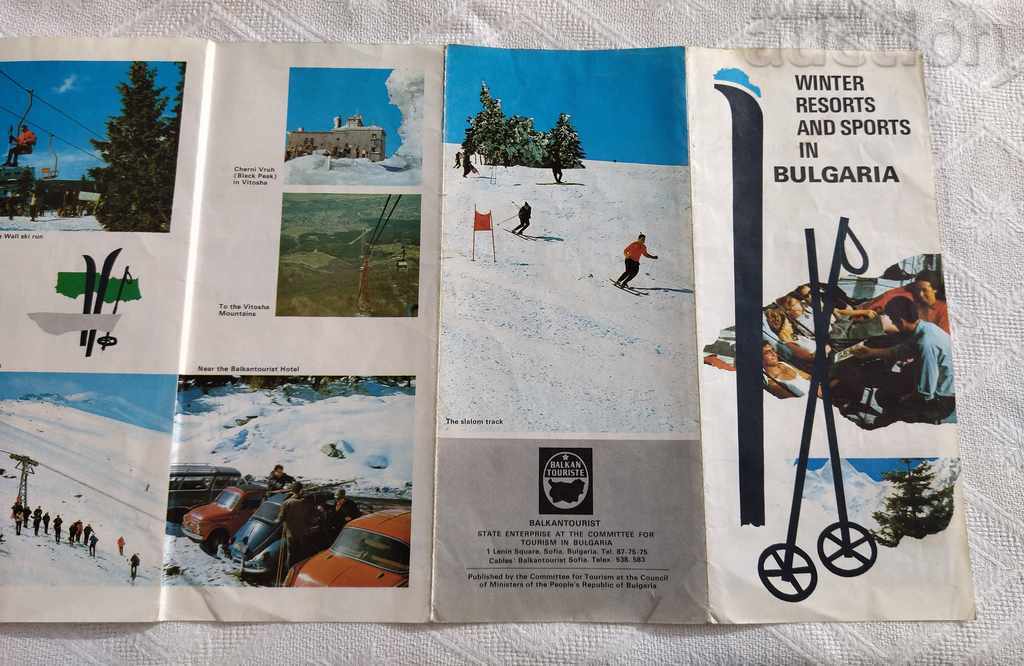 e Wall ski run
Cherni Vruh
(Black Peak)
in Vitosha
To the Vitosha
Mountains
Near the Balkantourist Hotel
The slalom track
BALKAN
TOURISTE
BALKANTOURIST
STATE ENTERPRISE AT THE COMMITTEE FOR
TOURISM IN BULGARIA
1 Lenin Square, Sofia, Bulgaria. Tel. 87-75-75.
Cables: Balkantourist Sofia. Telex: 538, 583
Published by the Committee for Tourism at the Council
of Ministers of the People's Republic of Bulgaria
WINTER
RESORTS
AND SPORTS
IN
BULGARIA
auction